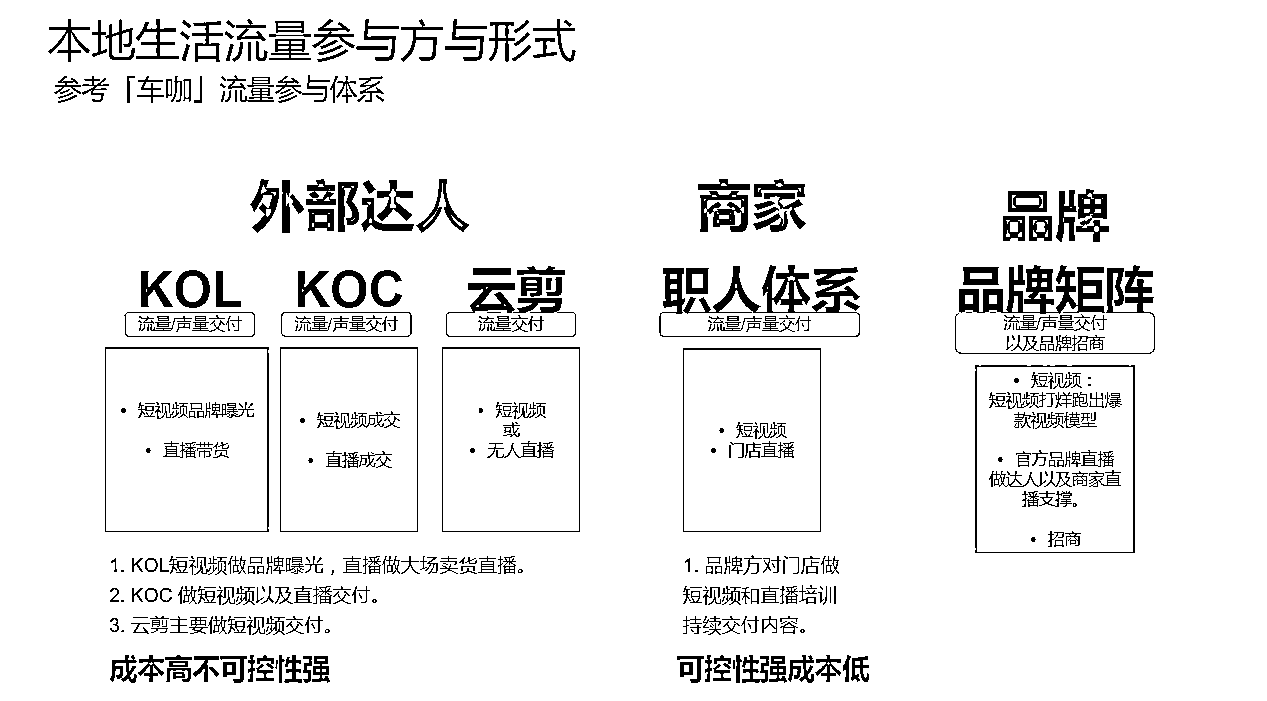 本地生活流量参与方与形式
参考「车咖」流量参与体系
外部达人
KOL
流量/声量交付
• 短视频品牌曝光
• 直播带货
KOC
流量/声量交付
• 短视频成交
• 直播成交
云剪
流量交付
• 短视频
或
• 无人直播
1. KOL短视频做品牌曝光，直播做大场卖货直播。
2. KOC 做短视频以及直播交付。
3. 云剪主要做短视频交付。
成本高不可控性强
商家
职人体系
流量/声量交付
• 短视频
• 门店直播
1. 品牌方对门店做
短视频和直播培训
持续交付内容。
可控性强成本低
品牌
品牌矩阵
流量/声量交付
以及品牌招商
• 短视频：
短视频打样跑出爆
款视频模型
• 官方品牌直播
做达人以及商家直
播支撑。
• 招商